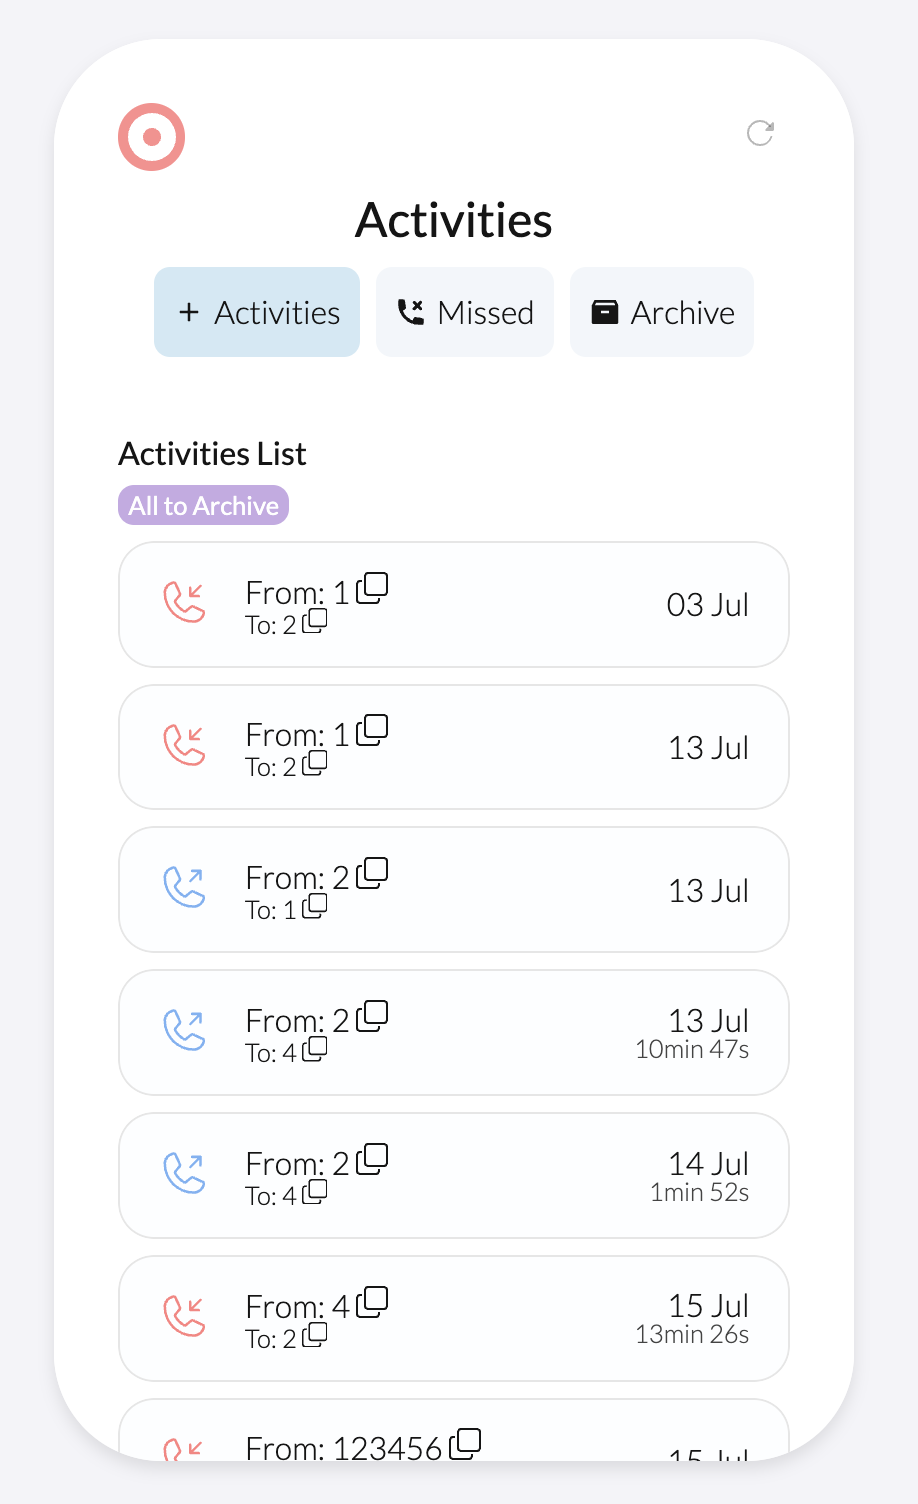 Activities
Activities
Missed
Archive
Activities List
All to Archive
From: 1
To: 2
03 Jul
From: 1
To: 2
13 Jul
From: 2
To: 1
13 Jul
From: 2
To: 4
13 Jul
10min 47s
From: 2
To: 4
14 Jul
1min 52s
From: 4
To: 2
15 Jul
13min 26s
From: 123456
15 Jul